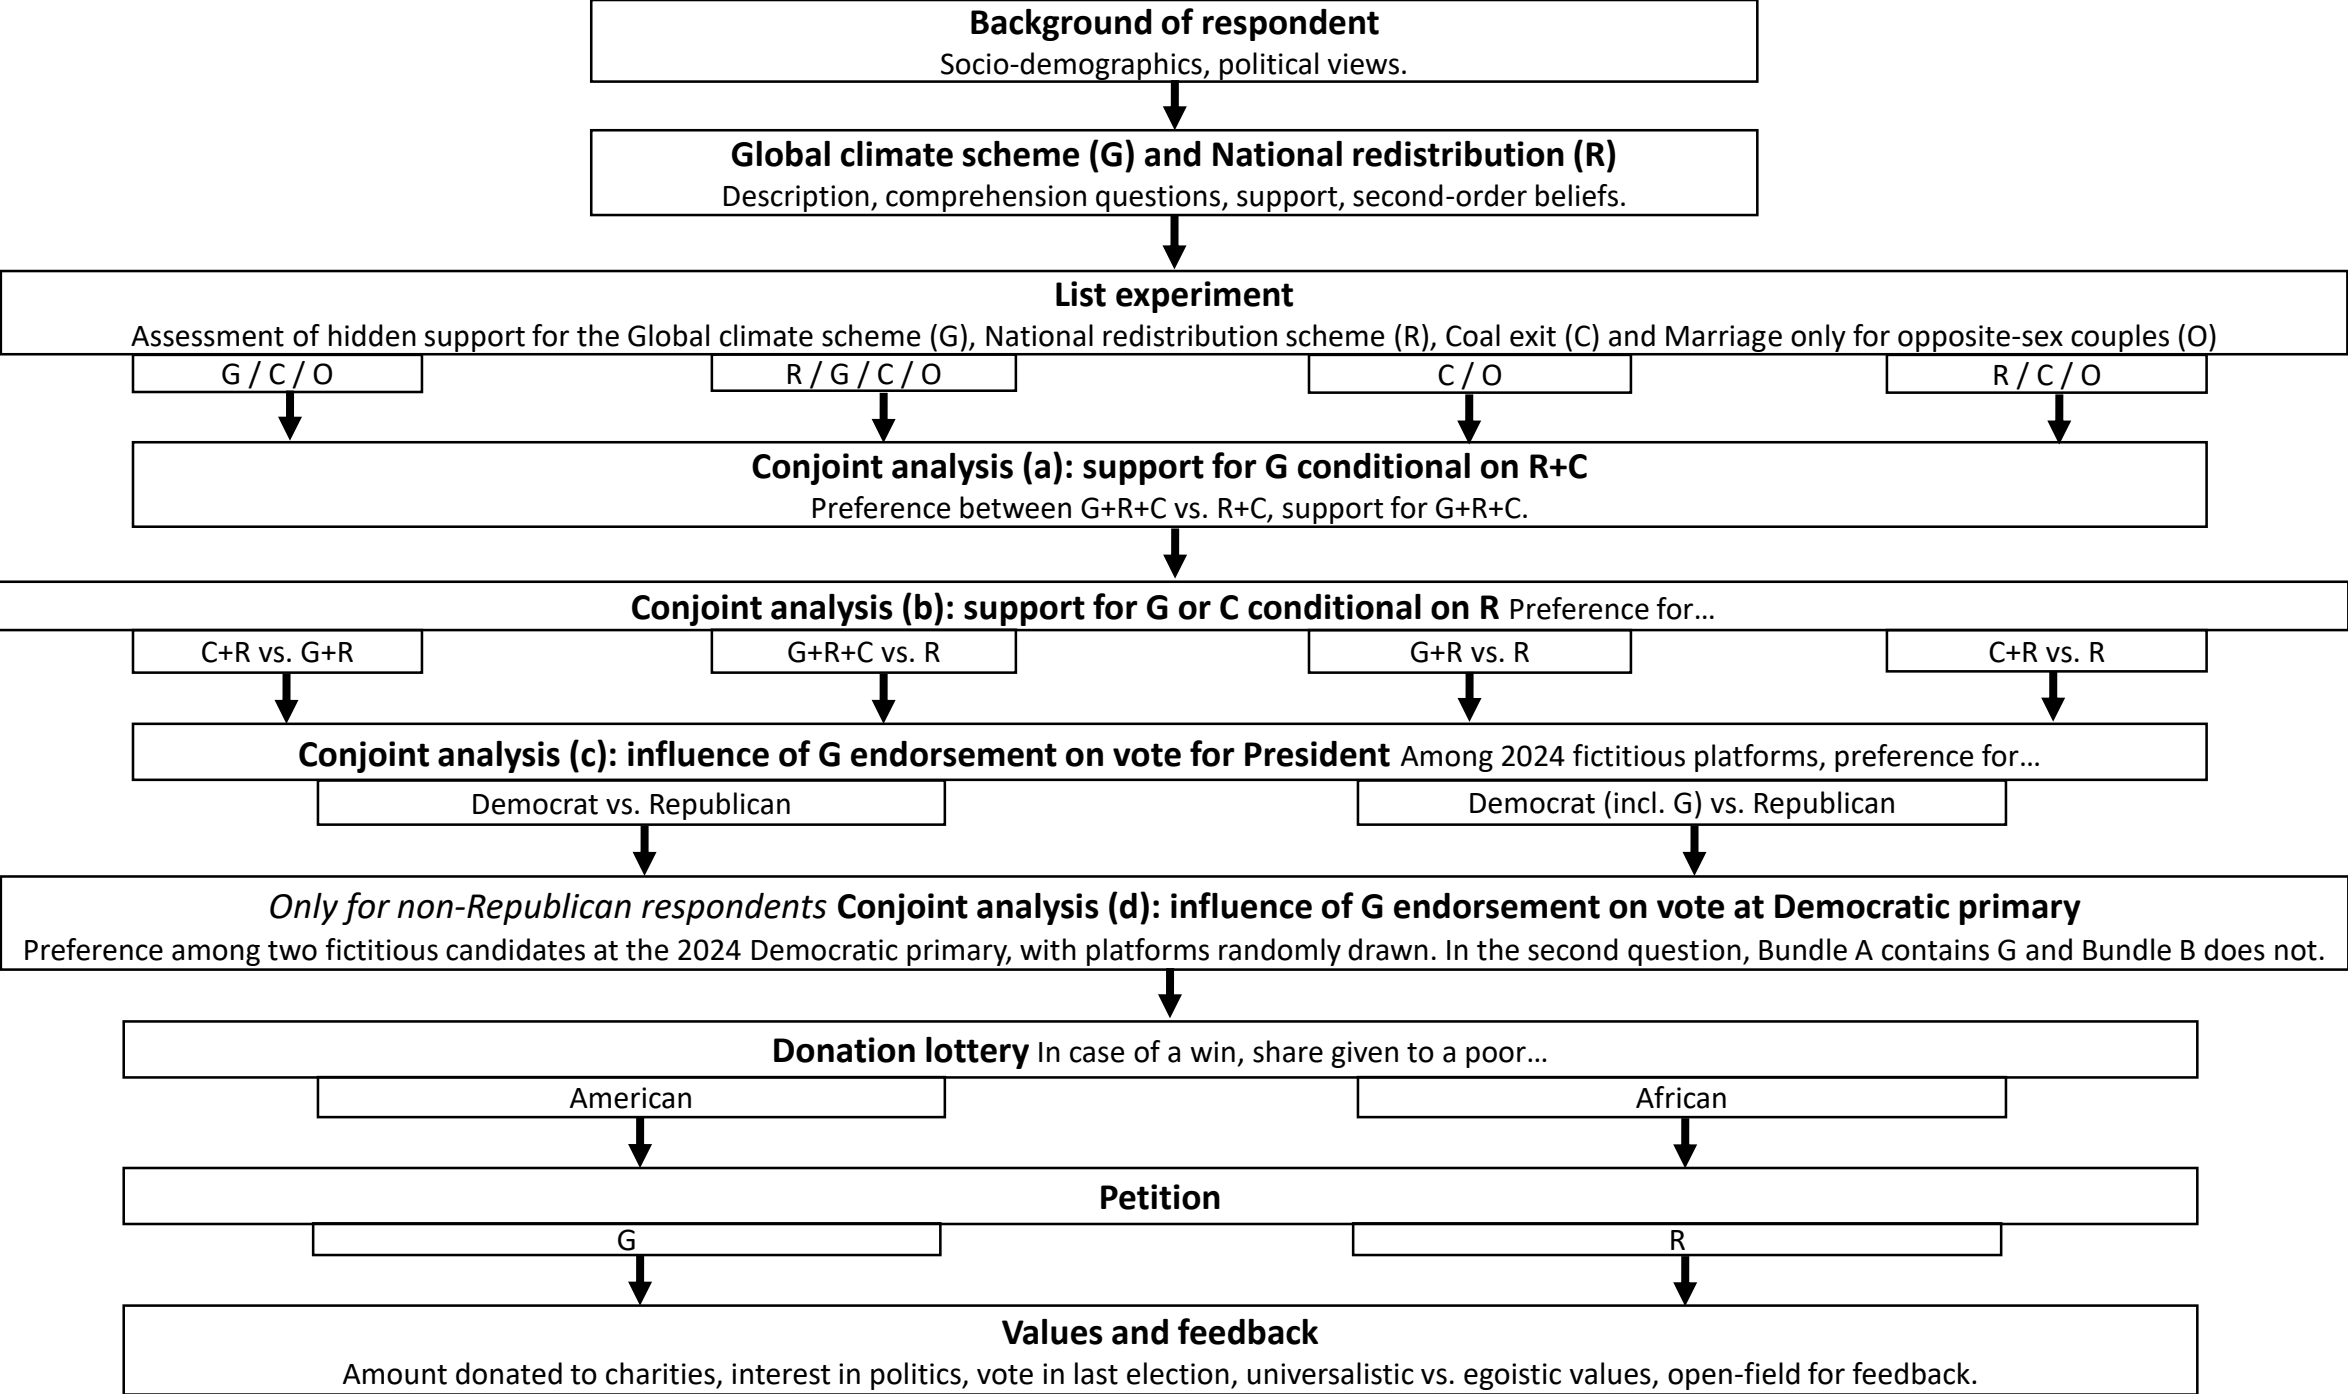 Background of respondent
Socio-demographics, political views.
Global climate scheme (G) and National redistribution (R)
Description, comprehension questions, support, second-order beliefs.
List experiment
Assessment of hidden support for the Global climate scheme (G), National redistribution scheme (R), Coal exit (C) and Marriage only for opposite-sex couples (O)
G / C / O
R / G / C / O
C / O
R / C / O
Conjoint analysis (a): support for G conditional on R+C
Preference between G+R+C vs. R+C, support for G+R+C.
Conjoint analysis (b): support for G or C conditional on R Preference for…
C+R vs. G+R
G+R+C vs. R
G+R vs. R
C+R vs. R
Conjoint analysis (c): influence of G endorsement on vote for President Among 2024 fictitious platforms, preference for…
Democrat vs. Republican
Democrat (incl. G) vs. Republican
Only for non-Republican respondents Conjoint analysis (d): influence of G endorsement on vote at Democratic primary
Preference among two fictitious candidates at the 2024 Democratic primary, with platforms randomly drawn. In the second question, Bundle A contains G and Bundle B does not.
Donation lottery In case of a win, share given to a poor…
American
African
Petition
G
R
Values and feedback
Amount donated to charities, interest in politics, vote in last election, universalistic vs. egoistic values, open-field for feedback.